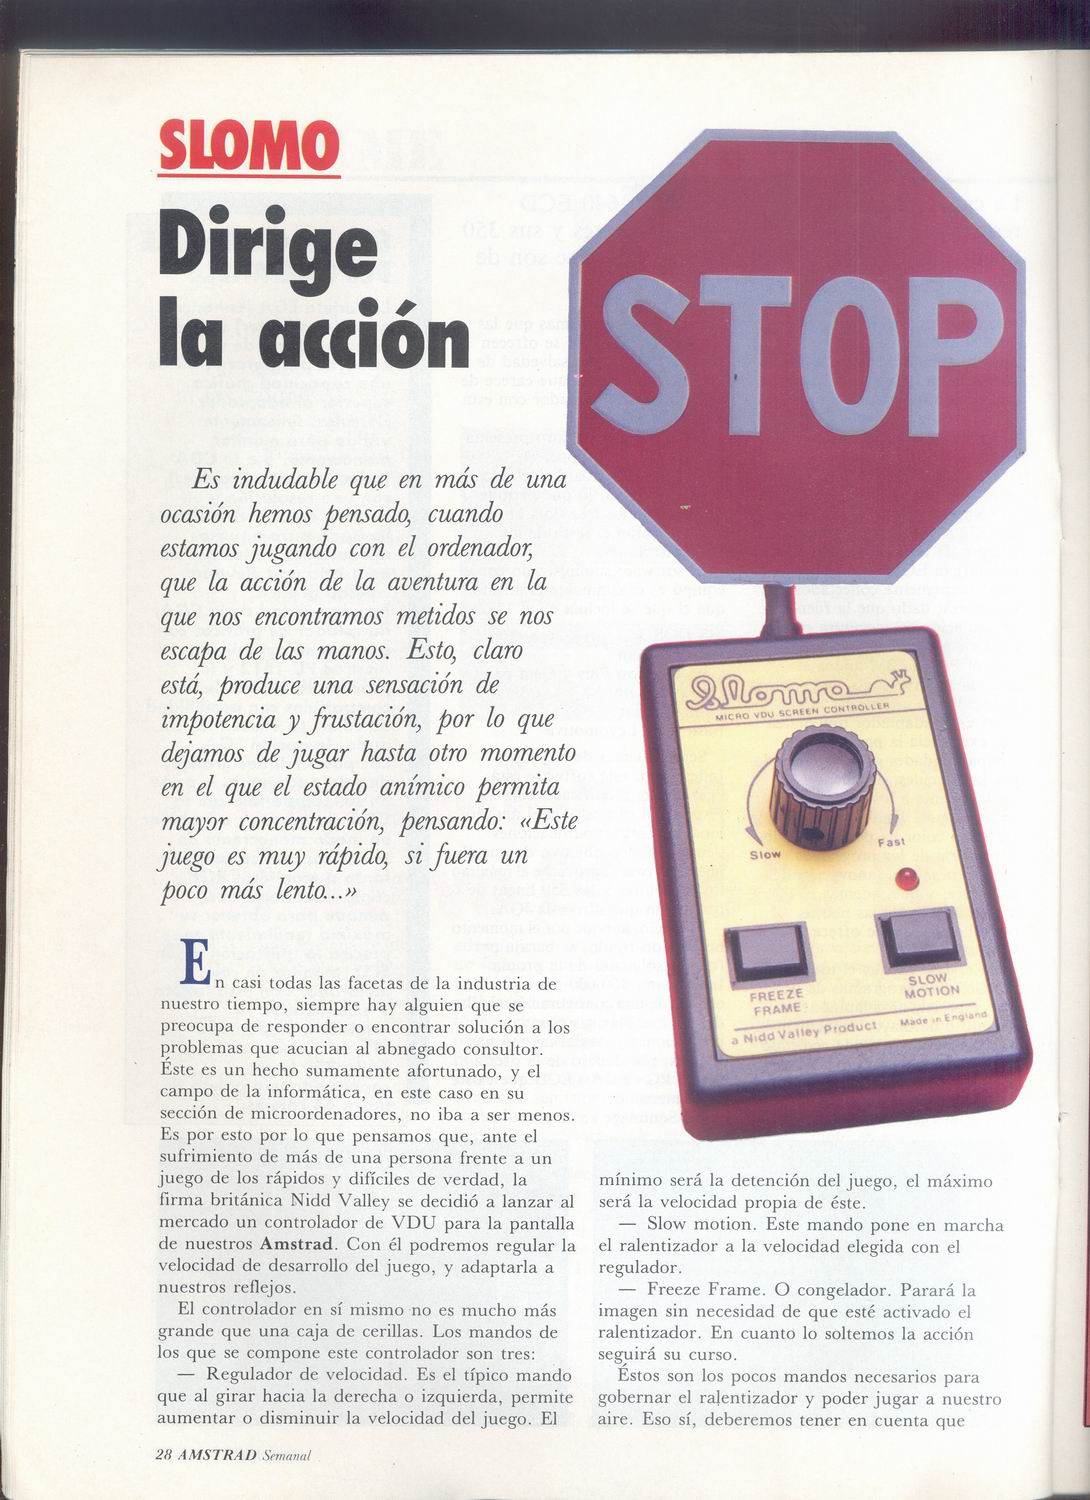 SLOMO
Dirige
la acción
STOP
Es indudable que en más de una
ocasión hemos pensado, cuando
estamos jugando con el ordenador,
que la acción de la aventura en la
que nos encontramos metidos se nos
escapa de las manos. Esto, claro
está, produce una sensación de
impotencia y frustación, por lo que
dejamos de jugar hasta otro momento
en el que el estado anímico permita
mayor concentración, pensando: «Este
juego es muy rápido, si fuera un
poco más lento...»
Slomo
MICRO VDU SCREEN CONTROLLER
Slow
Fast
FREEZE
FRAME
SLOW
MOTION
a Nidd Valley Product
Made in England
En casi todas las facetas de la industria de
nuestro tiempo, siempre hay alguien que se
preocupa de responder o encontrar solución a los
problemas que acucian al abnegado consultor.
Éste es un hecho sumamente afortunado, y el
campo de la informática, en este caso en su
sección de microordenadores, no iba a ser menos.
Es por esto por lo que pensamos que, ante el
sufrimiento de más de una persona frente a un
juego de los rápidos y difíciles de verdad, la
firma británica Nidd Valley se decidió a lanzar al
mercado un controlador de VDU para la pantalla
de nuestros Amstrad. Con él podremos regular la
velocidad de desarrollo del juego, y adaptarla a
nuestros reflejos.
El controlador en sí mismo no es mucho más
grande que una caja de cerillas. Los mandos de
los que se compone este controlador son tres:
— Regulador de velocidad. Es el típico mando
que al girar hacia la derecha o izquierda, permite
aumentar o disminuir la velocidad del juego. El
mínimo será la detención del juego, el máximo
será la velocidad propia de éste.
— Slow motion. Este mando pone en marcha
el ralentizador a la velocidad elegida con el
regulador.
— Freeze Frame. O congelador. Parará la
imagen sin necesidad de que esté activado el
ralentizador. En cuanto lo soltemos la acción
seguirá su curso.
Éstos son los pocos mandos necesarios para
gobernar el ralentizador y poder jugar a nuestro
aire. Eso sí, deberemos tener en cuenta que
28 AMSTRAD Semanal